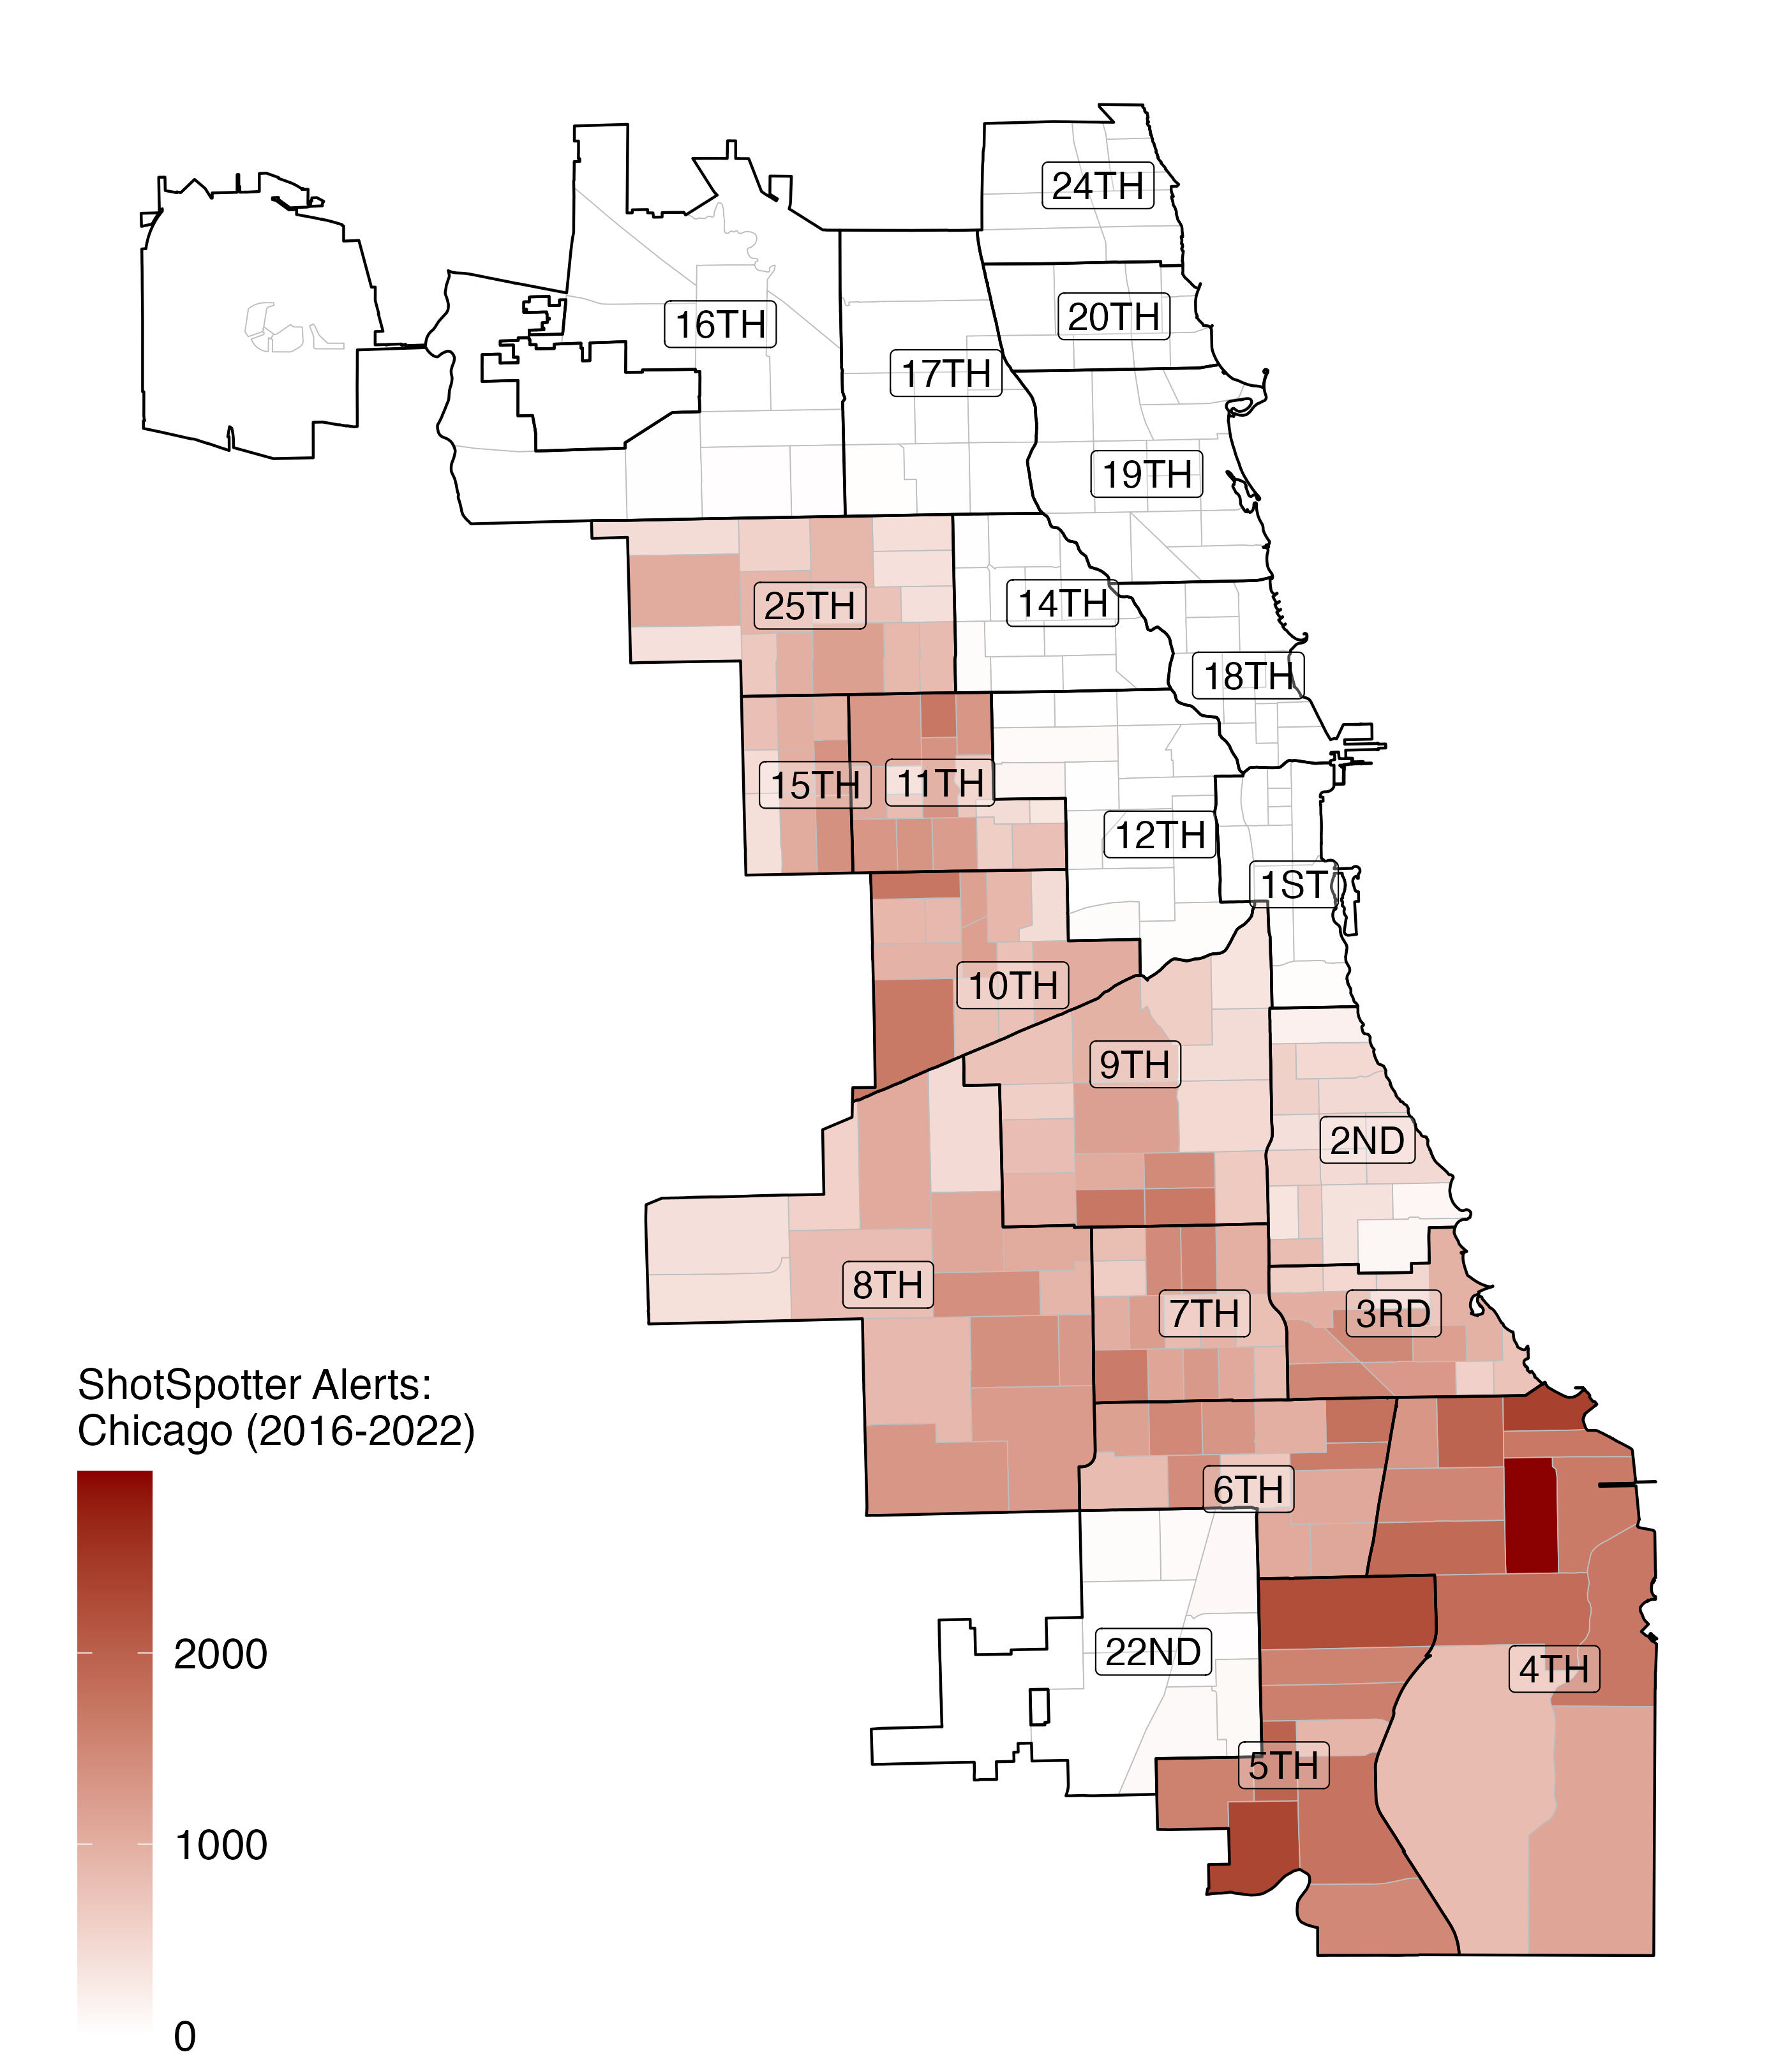 24TH
20TH
16TH
17TH
19TH
25TH
14TH
18TH
15TH
11TH
12TH
1ST
10TH
9TH
2ND
8TH
7TH
3RD
ShotSpotter Alerts:
Chicago (2016-2022)
6TH
2000
22ND
4TH
5TH
1000
0